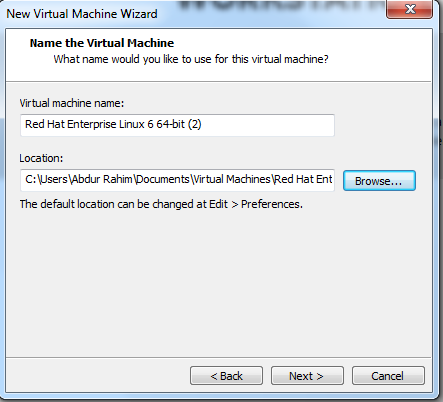 New Virtual Machine Wizard
Name the Virtual Machine
What name would you like to use for this virtual machine?
Virtual machine name:
Red Hat Enterprise Linux 6 64-bit (2)
Location:
C:\Users\Abdur Rahim\Documents\Virtual Machines\Red Hat Ent
Browse...
The default location can be changed at Edit > Preferences.
< Back
Next >
Cancel